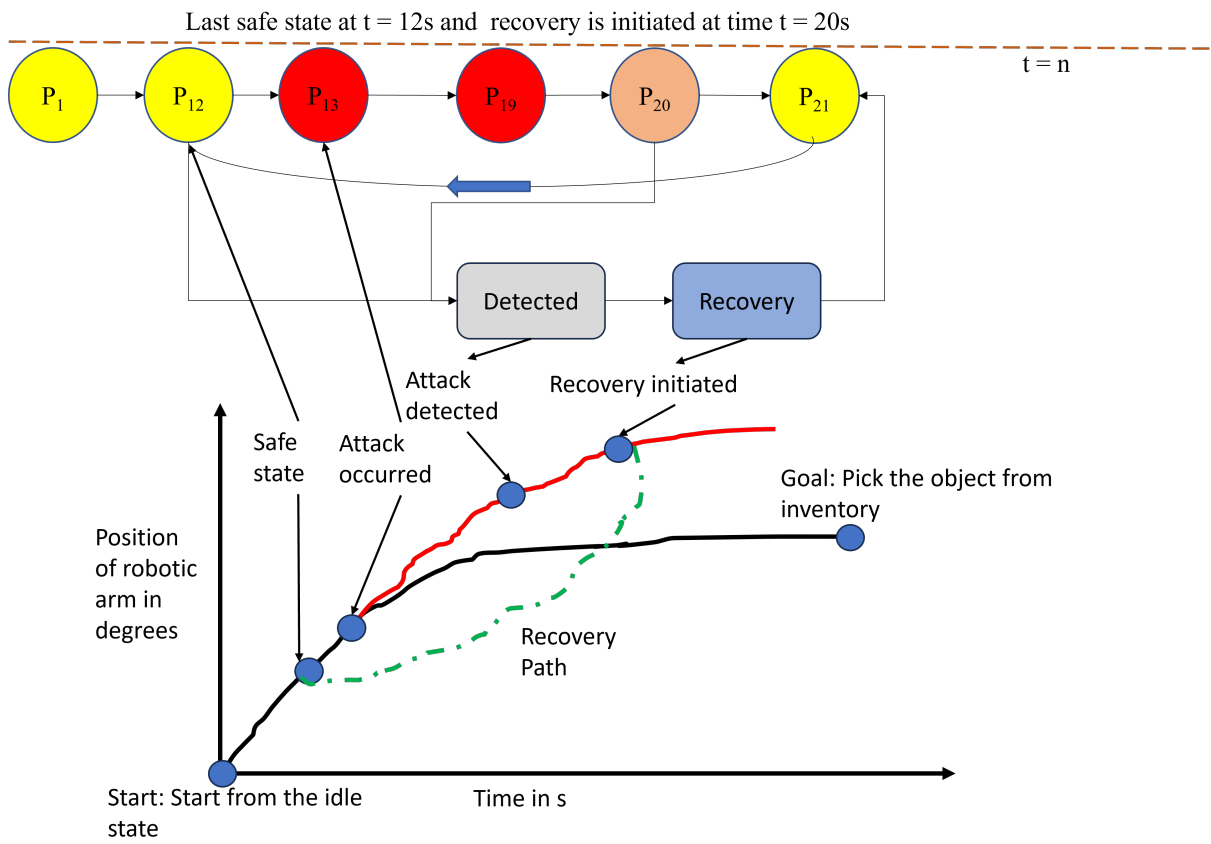 Last safe state at t = 12s and  recovery is initiated at time t = 20s
t = n
P1
P12
P13
P19
P20
P21
Detected
Recovery
Attack
detected
Recovery initiated
Safe
state
Attack
occurred
Goal: Pick the object from
inventory
Position
of robotic
arm in
degrees
Recovery
Path
Start: Start from the idle
state
Time in s